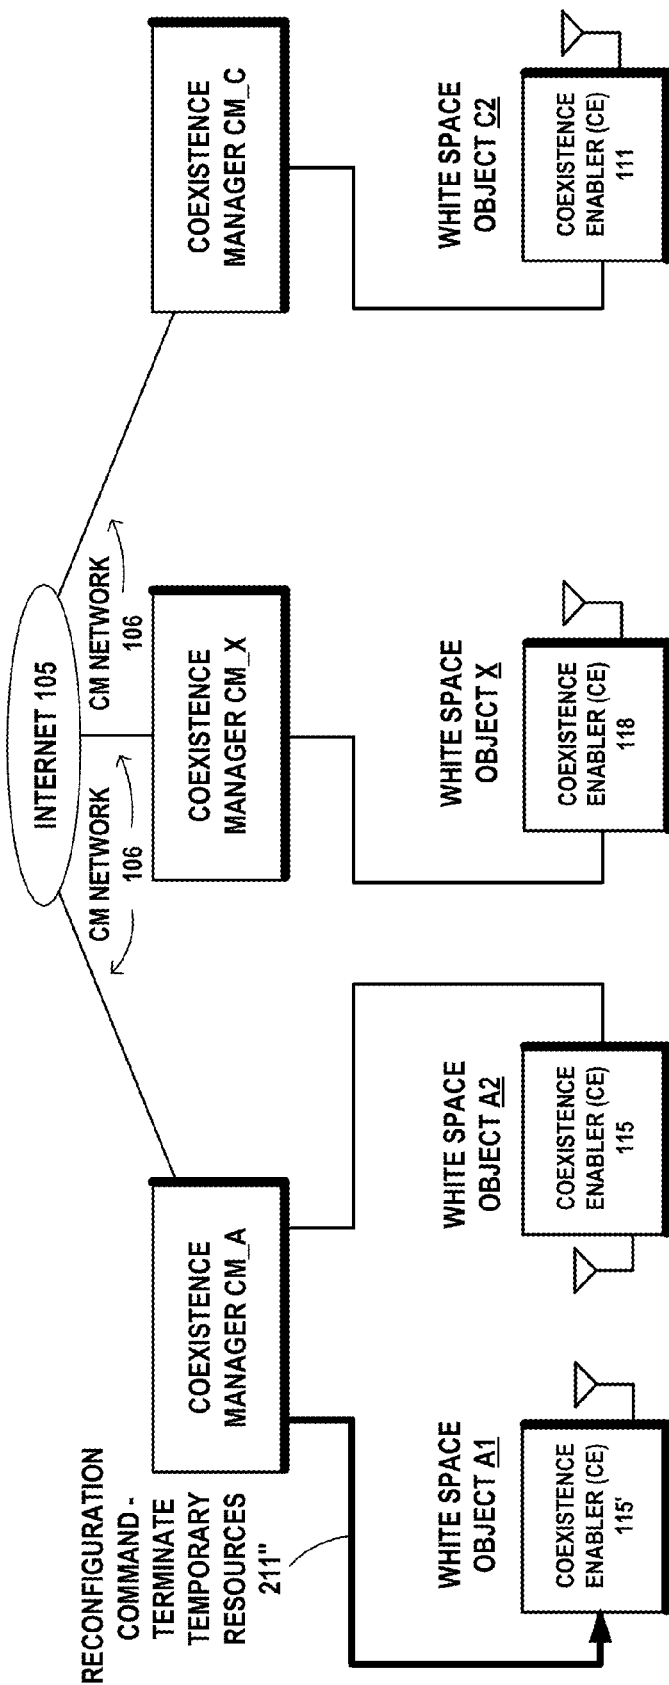 INTERNET 105
CM NETWORK
106
CM NETWORK
106
RECONFIGURATION
COMMAND -
TERMINATE
TEMPORARY
RESOURCES
211"
COEXISTENCE
MANAGER CM_A
COEXISTENCE
MANAGER CM_X
COEXISTENCE
MANAGER CM_C
WHITE SPACE
OBJECT A1
WHITE SPACE
OBJECT A2
WHITE SPACE
OBJECT X
WHITE SPACE
OBJECT C2
COEXISTENCE
ENABLER (CE)
115'
COEXISTENCE
ENABLER (CE)
115
COEXISTENCE
ENABLER (CE)
118
COEXISTENCE
ENABLER (CE)
111